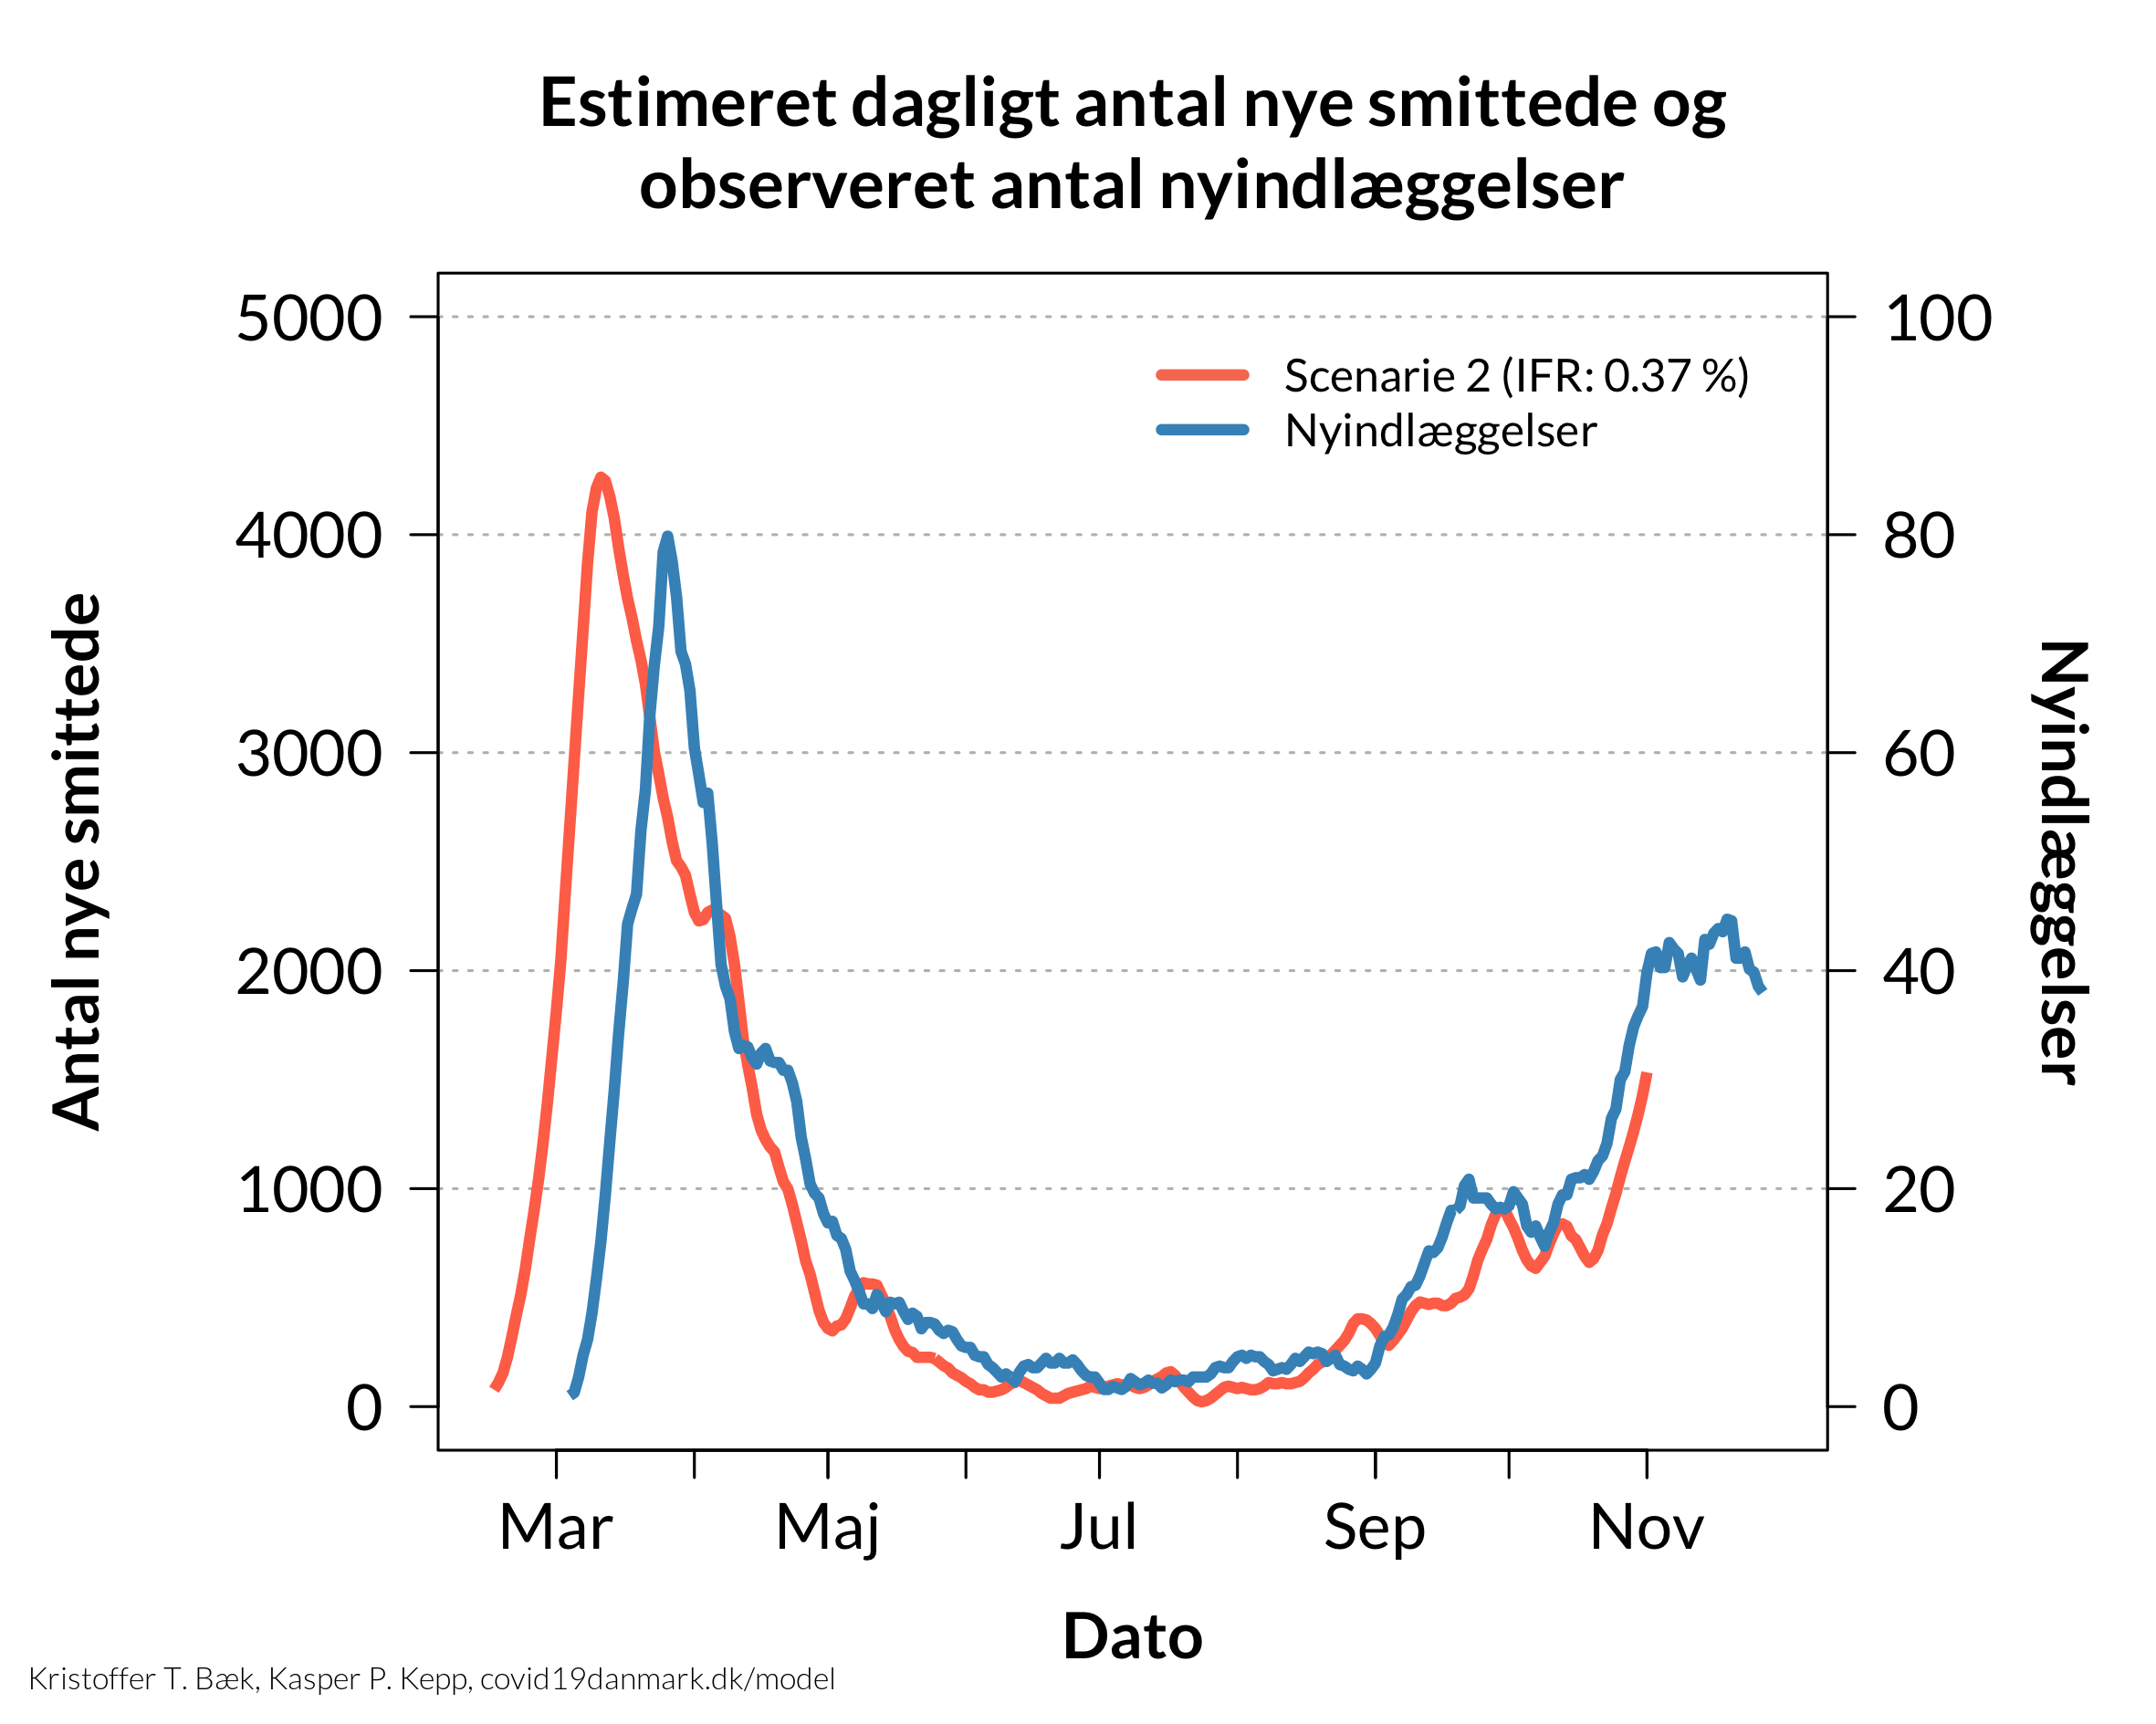 Estimeret dagligt antal nye smittede og
observeret antal nyindlæggelser
Scenarie 2 (IFR: 0.37 %)
Nyindlæggelser
Antal nye smittede
5000
4000
3000
2000
1000
0
100
80
60
40
20
0
Nyindlæggelser
Mar
Maj
Jul
Sep
Nov
Dato
Kristoffer T. Bæk, Kasper P. Kepp, covid19danmark.dk/model